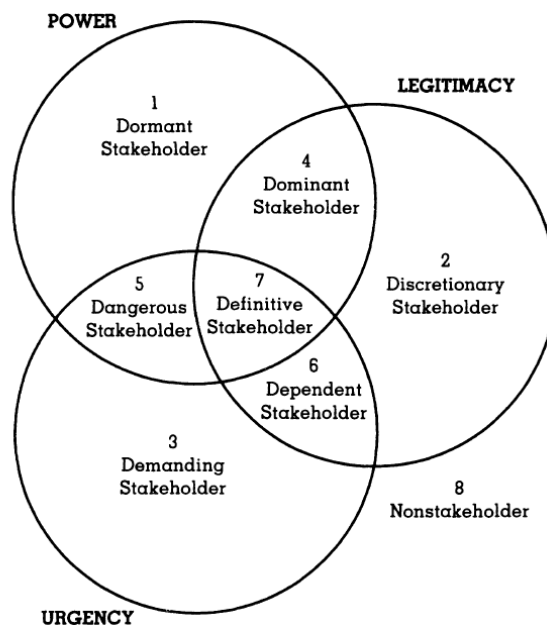 POWER
LEGITIMACY
1
Dormant
Stakeholder
4
Dominant
Stakeholder
2
Discretionary
Stakeholder
5
Dangerous
Stakeholder
7
Definitive
Stakeholder
6
Dependent
Stakeholder
3
Demanding
Stakeholder
8
Nonstakeholder
URGENCY